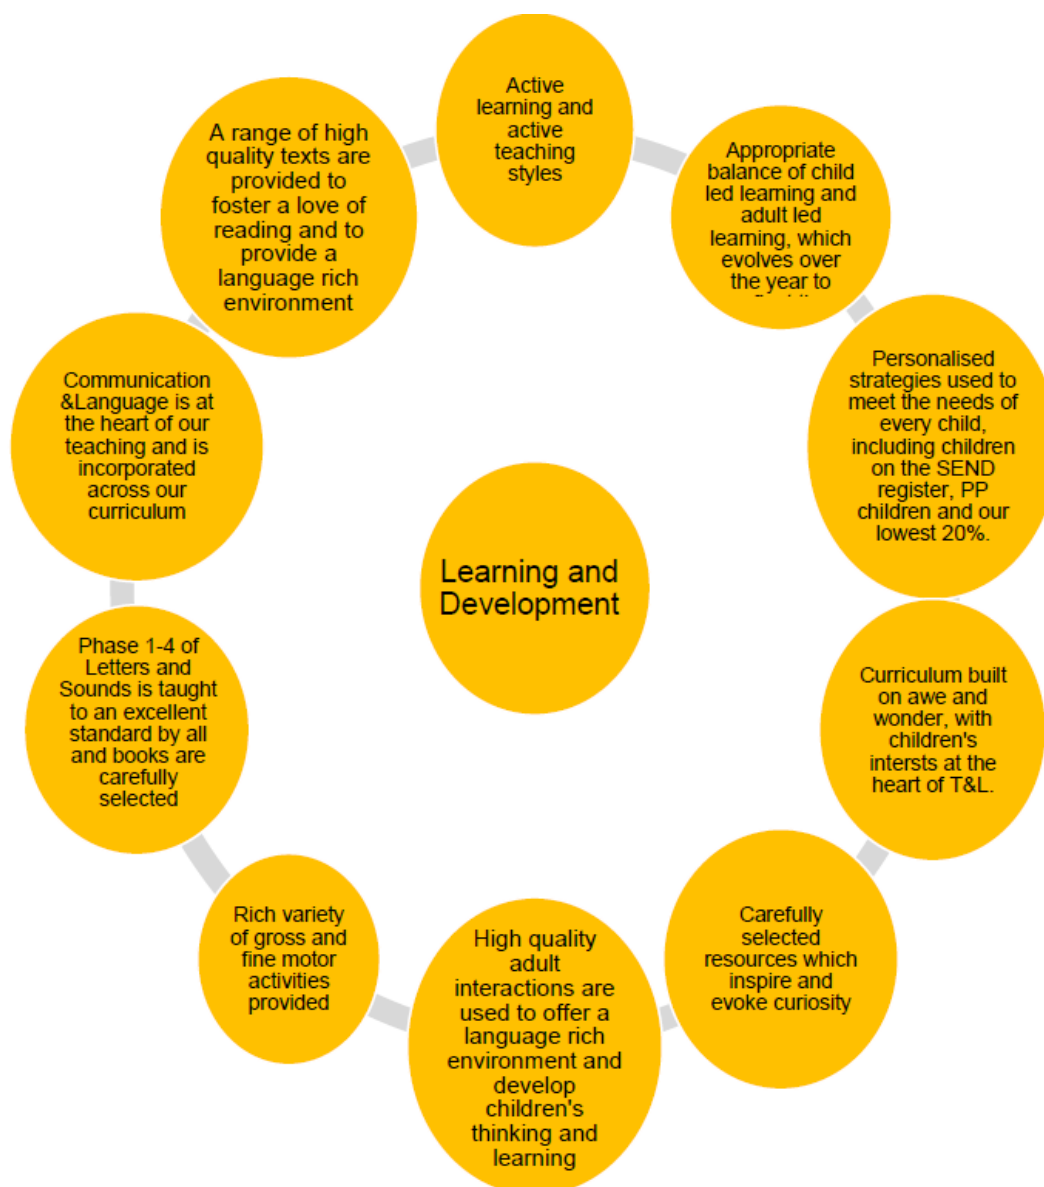 Active
learning and
active
teaching
styles
Appropriate
balance of child
led learning and
adult led
learning, which
evolves over
the year to
Personalised
strategies used to
meet the needs of
every child,
including children
on the SEND
register, PP
children and our
lowest 20%.
Curriculum built
on awe and
wonder, with
children's
intersts at the
heart of T&L.
Carefully
selected
resources which
inspire and
evoke curiosity
High quality
adult
interactions are
used to offer a
language rich
environment and
develop
children's
thinking and
learning
Rich variety
of gross and
fine motor
activities
provided
Phase 1-4 of
Letters and
Sounds is taught
to an excellent
standard by all
and books are
carefully
selected
Communication
&Language is at
the heart of our
teaching and is
incorporated
across our
curriculum
A range of high
quality texts are
provided to
foster a love of
reading and to
provide a
language rich
environment
Learning and
Development